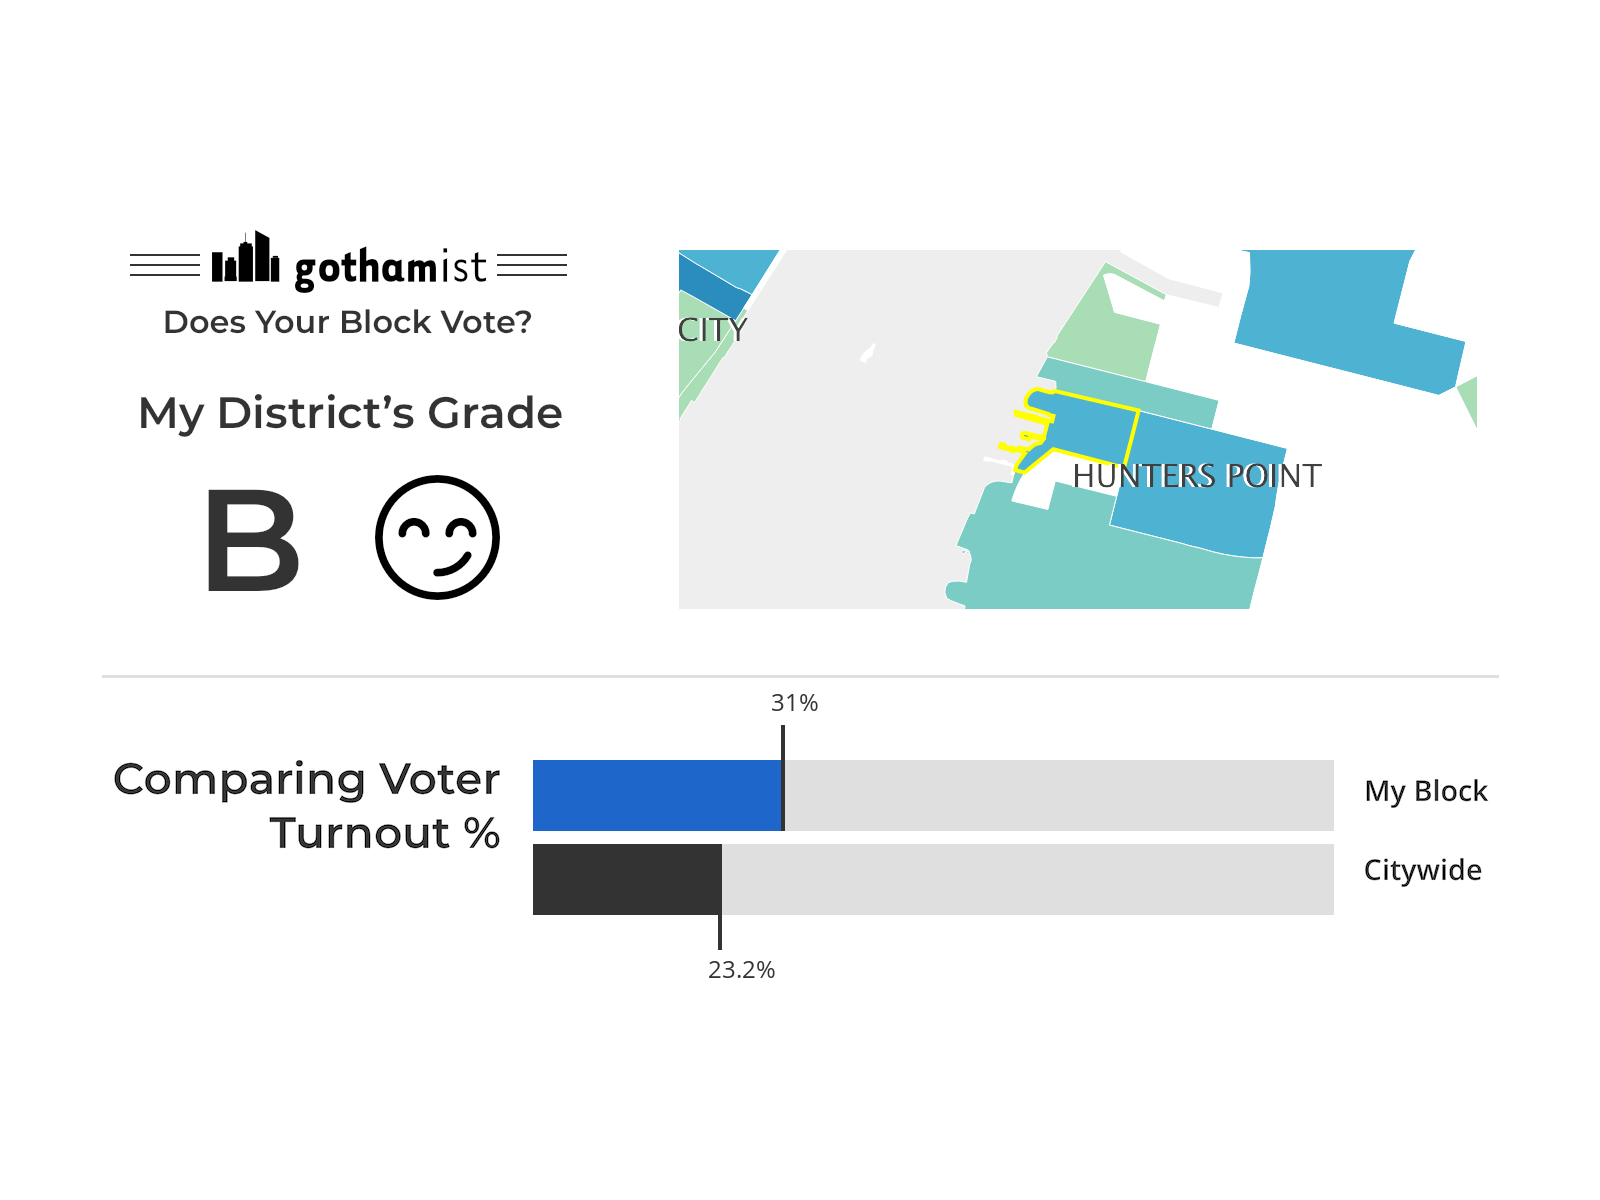 gothamist
Does Your Block Vote?
My District's Grade
B
CITY
HUNTERS POINT
31%
Comparing Voter
Turnout %
My Block
Citywide
23.2%